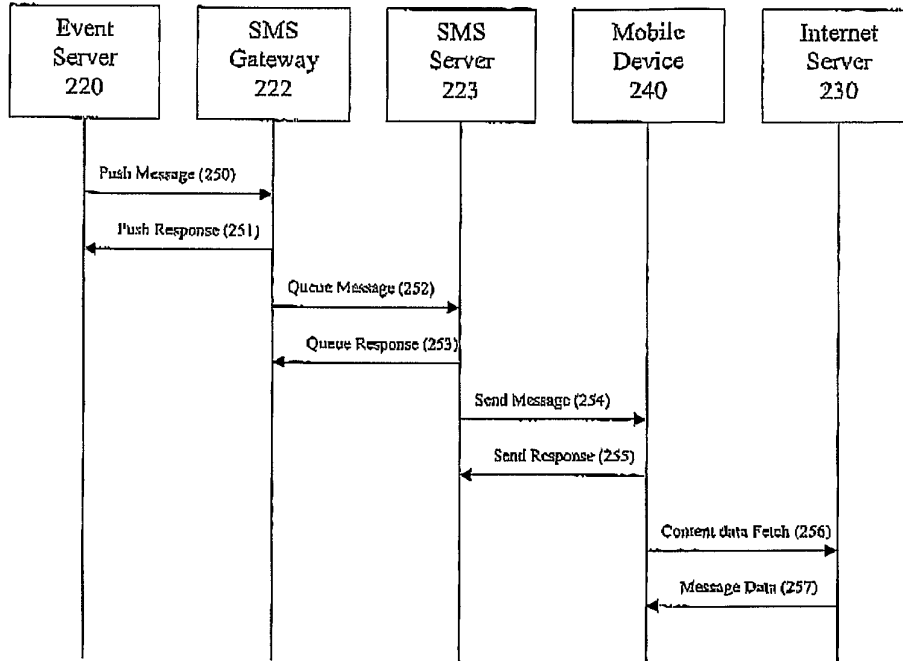 Event
Server
220
SMS
Gateway
222
SMS
Server
223
Mobile
Device
240
Internet
Server
230
Push Message (250)
Push Response (251)
Queue Message (252)
Queue Response (253)
Send Message (254)
Send Response (255)
Content data Fetch (256)
Message Data (257)